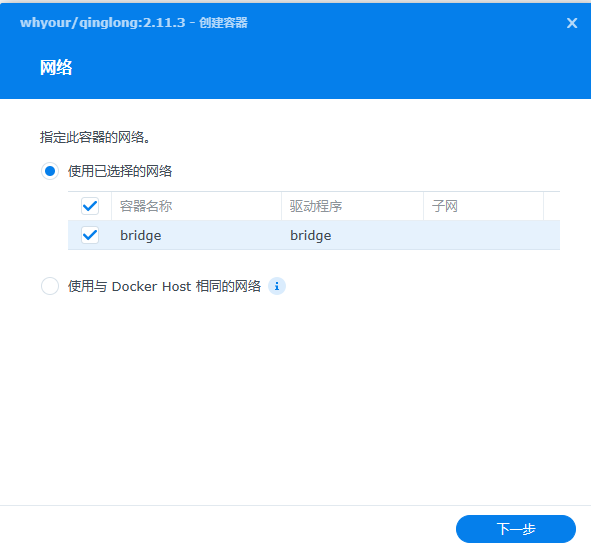 whyour/qinglong:2.11.3 - 创建容器
网络
指定此容器的网络。
使用已选择的网络
容器名称 驱动程序 子网
bridge bridge
使用与 Docker Host 相同的网络
下一步